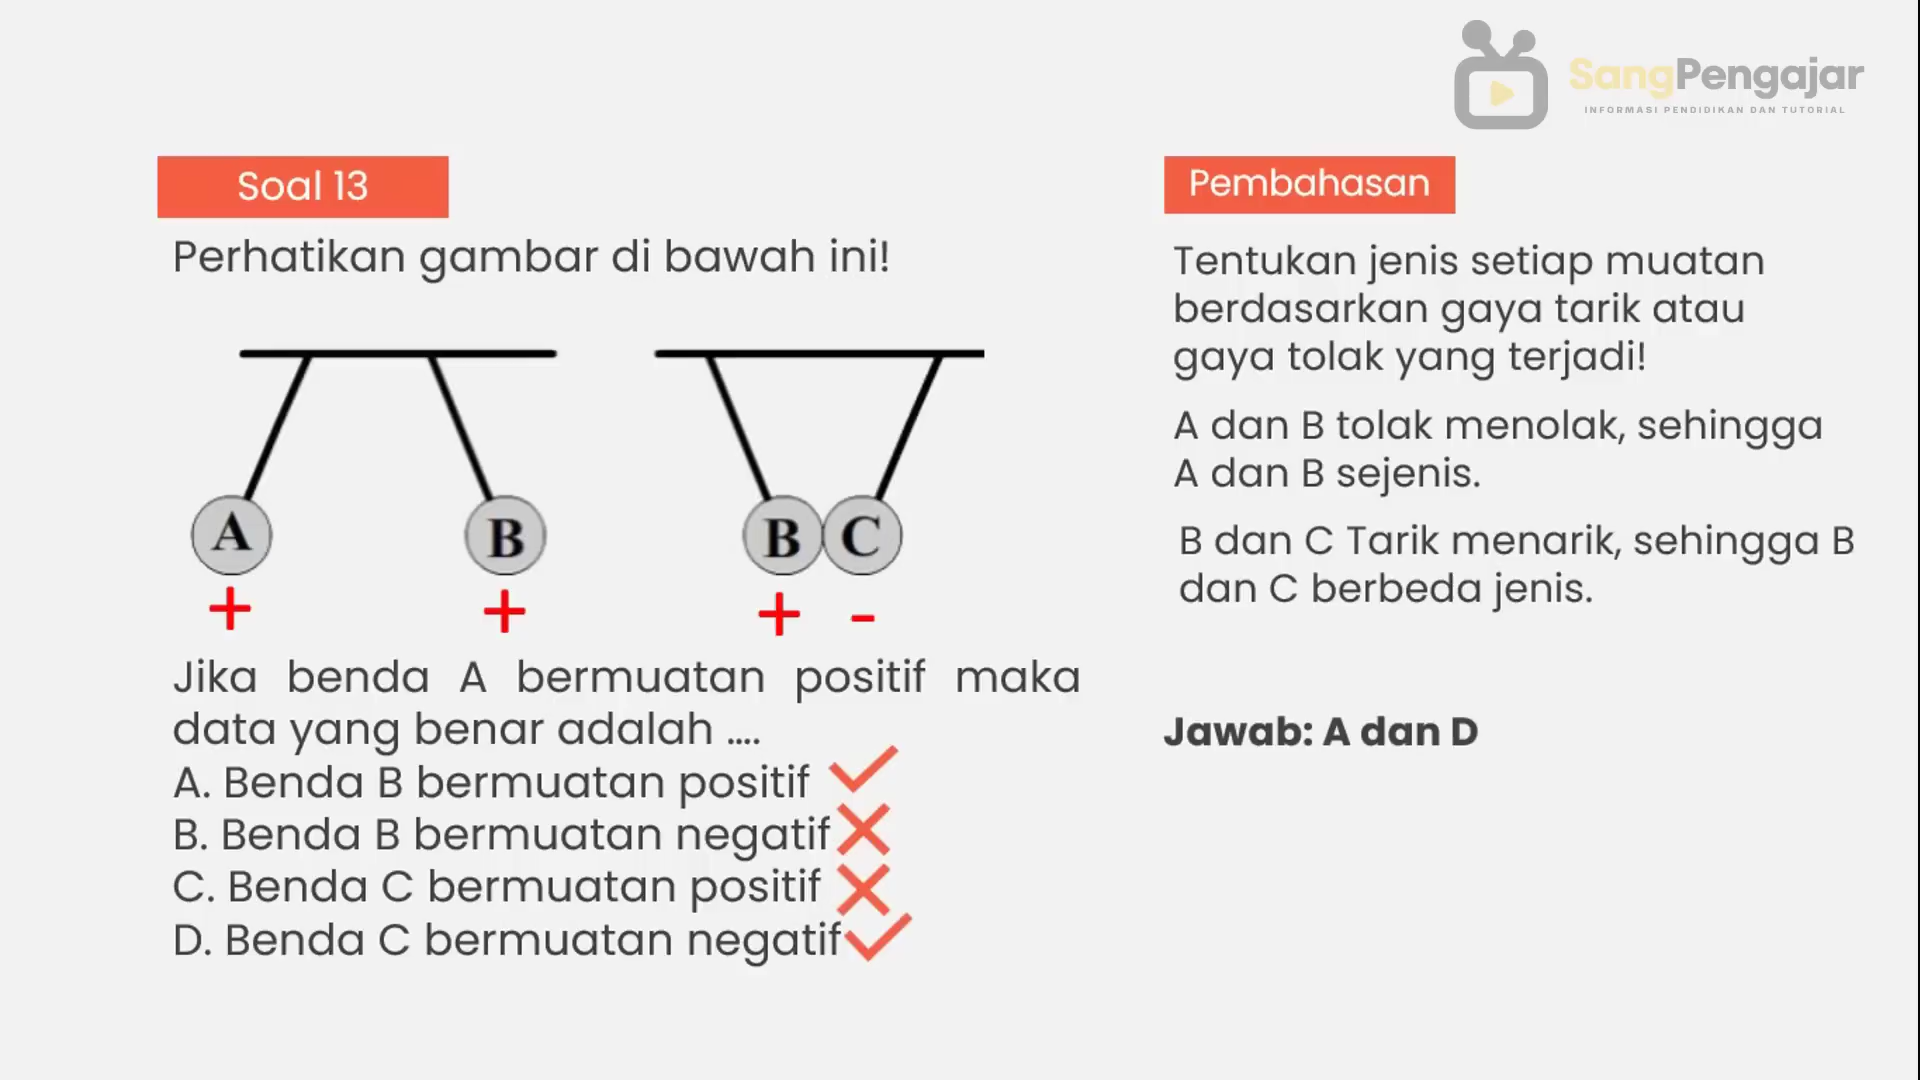 SangPengajar
INFORMASI PENDIDIKAN DAN TUTORIAL
Soal 13
Perhatikan gambar di bawah ini!
A
B
B
C
+
+
+
-
Jika benda A bermuatan positif maka
data yang benar adalah ....
A. Benda B bermuatan positif
B. Benda B bermuatan negatif
C. Benda C bermuatan positif
D. Benda C bermuatan negatif
Pembahasan
Tentukan jenis setiap muatan
berdasarkan gaya tarik atau
gaya tolak yang terjadi!
A dan B tolak menolak, sehingga
A dan B sejenis.
B dan C Tarik menarik, sehingga B
dan C berbeda jenis.
Jawab: A dan D